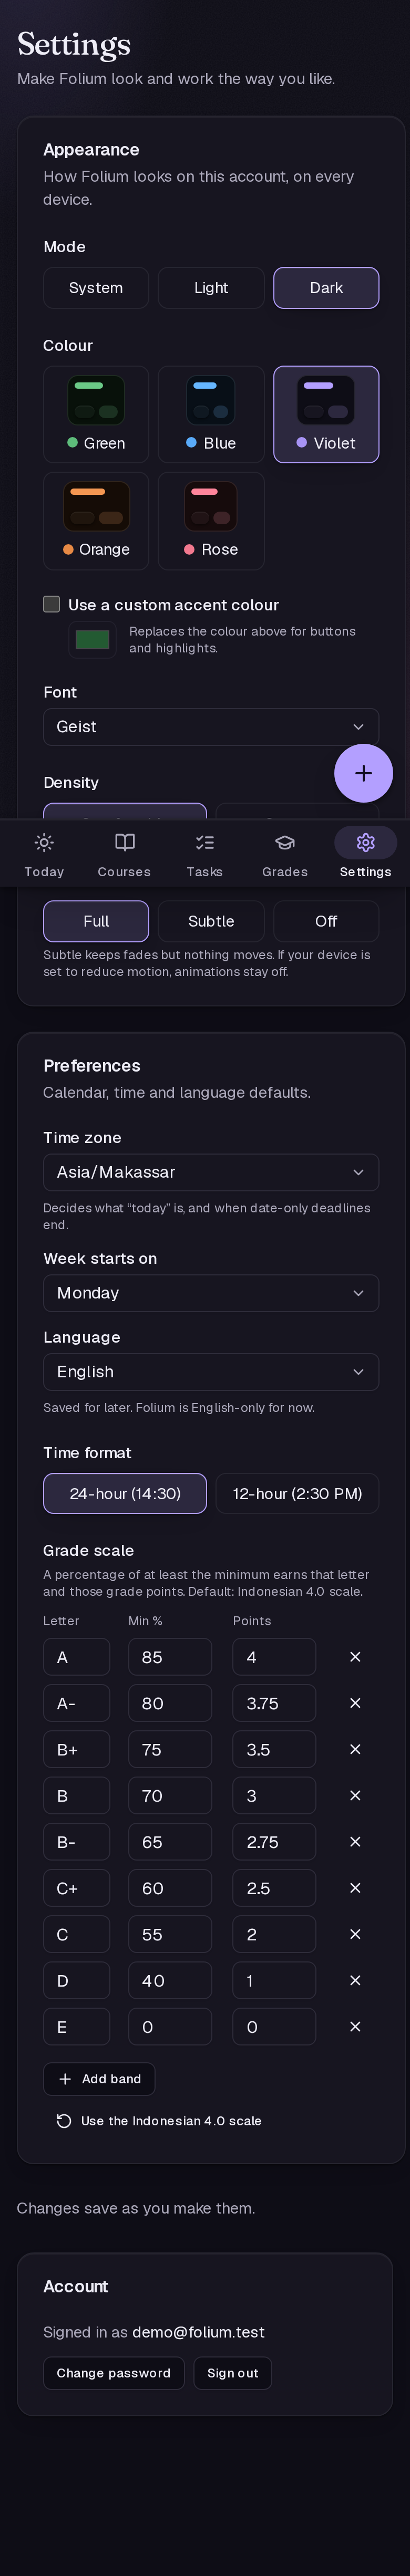 Settings
Make Folium look and work the way you like.
Appearance
How Folium looks on this account, on every
device.
Mode
System Light Dark
Colour
Green Blue Violet
Orange Rose
Use a custom accent colour
Replaces the colour above for buttons
and highlights.
Font
Geist
Density
Today Courses Tasks Grades Settings
Full Subtle Off
Subtle keeps fades but nothing moves. If your device is
set to reduce motion, animations stay off.
Preferences
Calendar, time and language defaults.
Time zone
Asia/Makassar
Decides what “today” is, and when date-only deadlines
end.
Week starts on
Monday
Language
English
Saved for later. Folium is English-only for now.
Time format
24-hour (14:30) 12-hour (2:30 PM)
Grade scale
A percentage of at least the minimum earns that letter
and those grade points. Default: Indonesian 4.0 scale.
Letter Min % Points
A 85 4
A- 80 3.75
B+ 75 3.5
B 70 3
B- 65 2.75
C+ 60 2.5
C 55 2
D 40 1
E 0 0
Add band
Use the Indonesian 4.0 scale
Changes save as you make them.
Account
Signed in as demo@folium.test
Change password Sign out